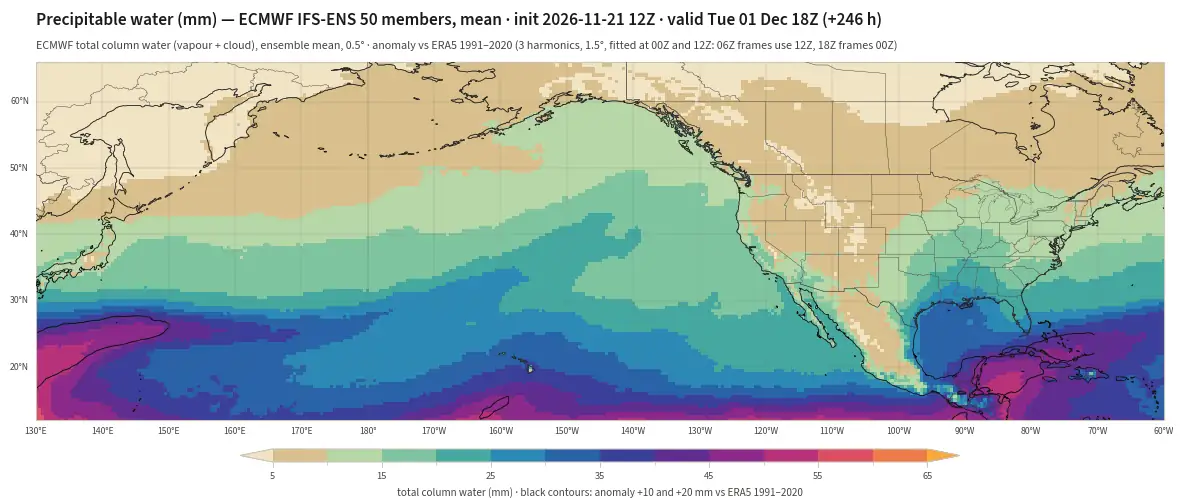 Precipitable water (mm) — ECMWF IFS-ENS 50 members, mean · init 2026-11-21 12Z · valid Tue 01 Dec 18Z (+246 h)
ECMWF total column water (vapour + cloud), ensemble mean, 0.5° · anomaly vs ERA5 1991–2020 (3 harmonics, 1.5°, fitted at 00Z and 12Z: 06Z frames use 12Z, 18Z frames 00Z)
60°N
50°N
40°N
30°N
20°N
130°E 140°E 150°E 160°E 170°E 180° 170°W 160°W 150°W 140°W 130°W 120°W 110°W 100°W 90°W 80°W 70°W 60°W
5 15 25 35 45 55 65
total column water (mm) · black contours: anomaly +10 and +20 mm vs ERA5 1991–2020